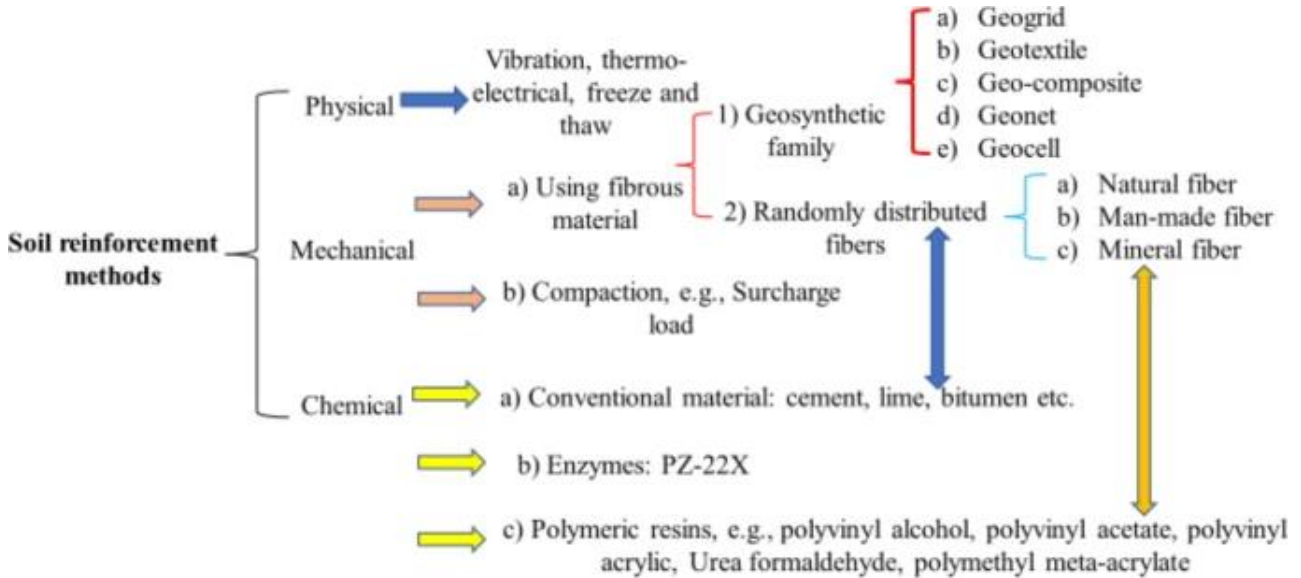 Soil reinforcement
methods
Physical
Vibration, thermo-
electrical, freeze and
thaw
Mechanical
a) Using fibrous
material
1) Geosynthetic
family
a) Geogrid
b) Geotextile
c) Geo-composite
d) Geonet
e) Geocell
2) Randomly distributed
fibers
a) Natural fiber
b) Man-made fiber
c) Mineral fiber
b) Compaction, e.g., Surcharge
load
Chemical
a) Conventional material: cement, lime, bitumen etc.
b) Enzymes: PZ-22X
c) Polymeric resins, e.g., polyvinyl alcohol, polyvinyl acetate, polyvinyl
acrylic, Urea formaldehyde, polymethyl meta-acrylate